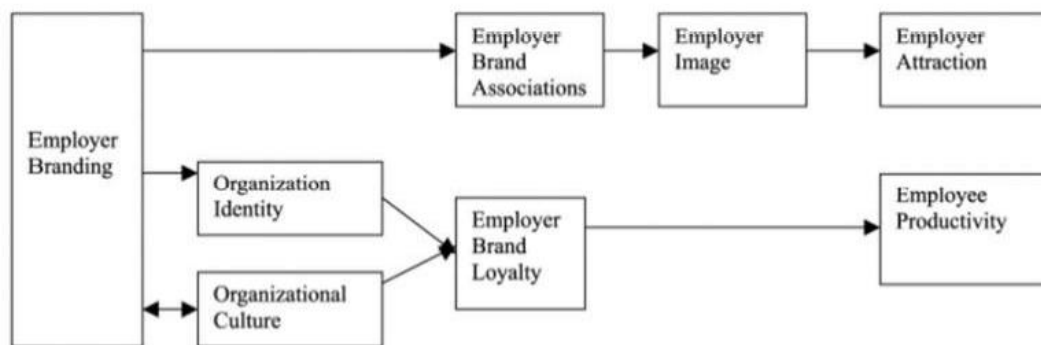 Employer
Brand
Associations
Employer
Image
Employer
Attraction
Employer
Branding
Organization
Identity
Employer
Brand
Loyalty
Employee
Productivity
Organizational
Culture